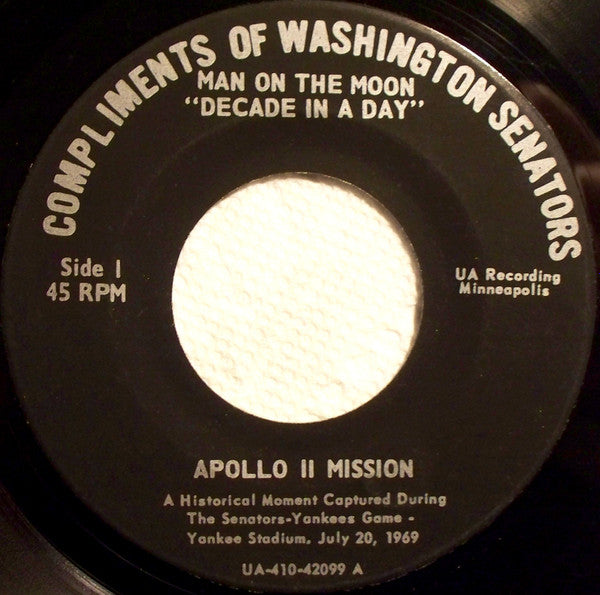 COMPLIMENTS OF WASHINGTON SENATORS
MAN ON THE MOON
"DECADE IN A DAY"
Side 1
45 RPM
UA Recording
Minneapolis
APOLLO 11 MISSION
A Historical Moment Captured During
The Senators-Yankees Game -
Yankee Stadium, July 20, 1969
UA-410-42099 A